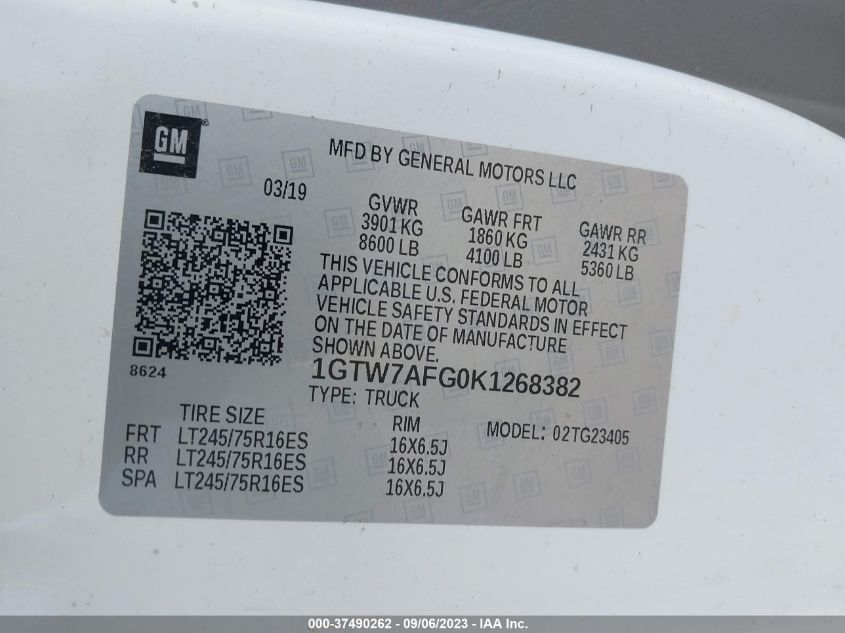 GM
MFD BY GENERAL MOTORS LLC
03/19
GVWR
3901 KG
8600 LB
GAWR FRT
1860 KG
4100 LB
GAWR RR
2431 KG
5360 LB
THIS VEHICLE CONFORMS TO ALL
APPLICABLE U.S. FEDERAL MOTOR
VEHICLE SAFETY STANDARDS IN EFFECT
ON THE DATE OF MANUFACTURE
SHOWN ABOVE.
8624
1GTW7AFG0K1268382
TYPE: TRUCK
TIRE SIZE RIM MODEL: 02TG23405
FRT LT245/75R16ES 16X6.5J
RR LT245/75R16ES 16X6.5J
SPA LT245/75R16ES 16X6.5J
000-37490262 - 09/06/2023 - IAA Inc.